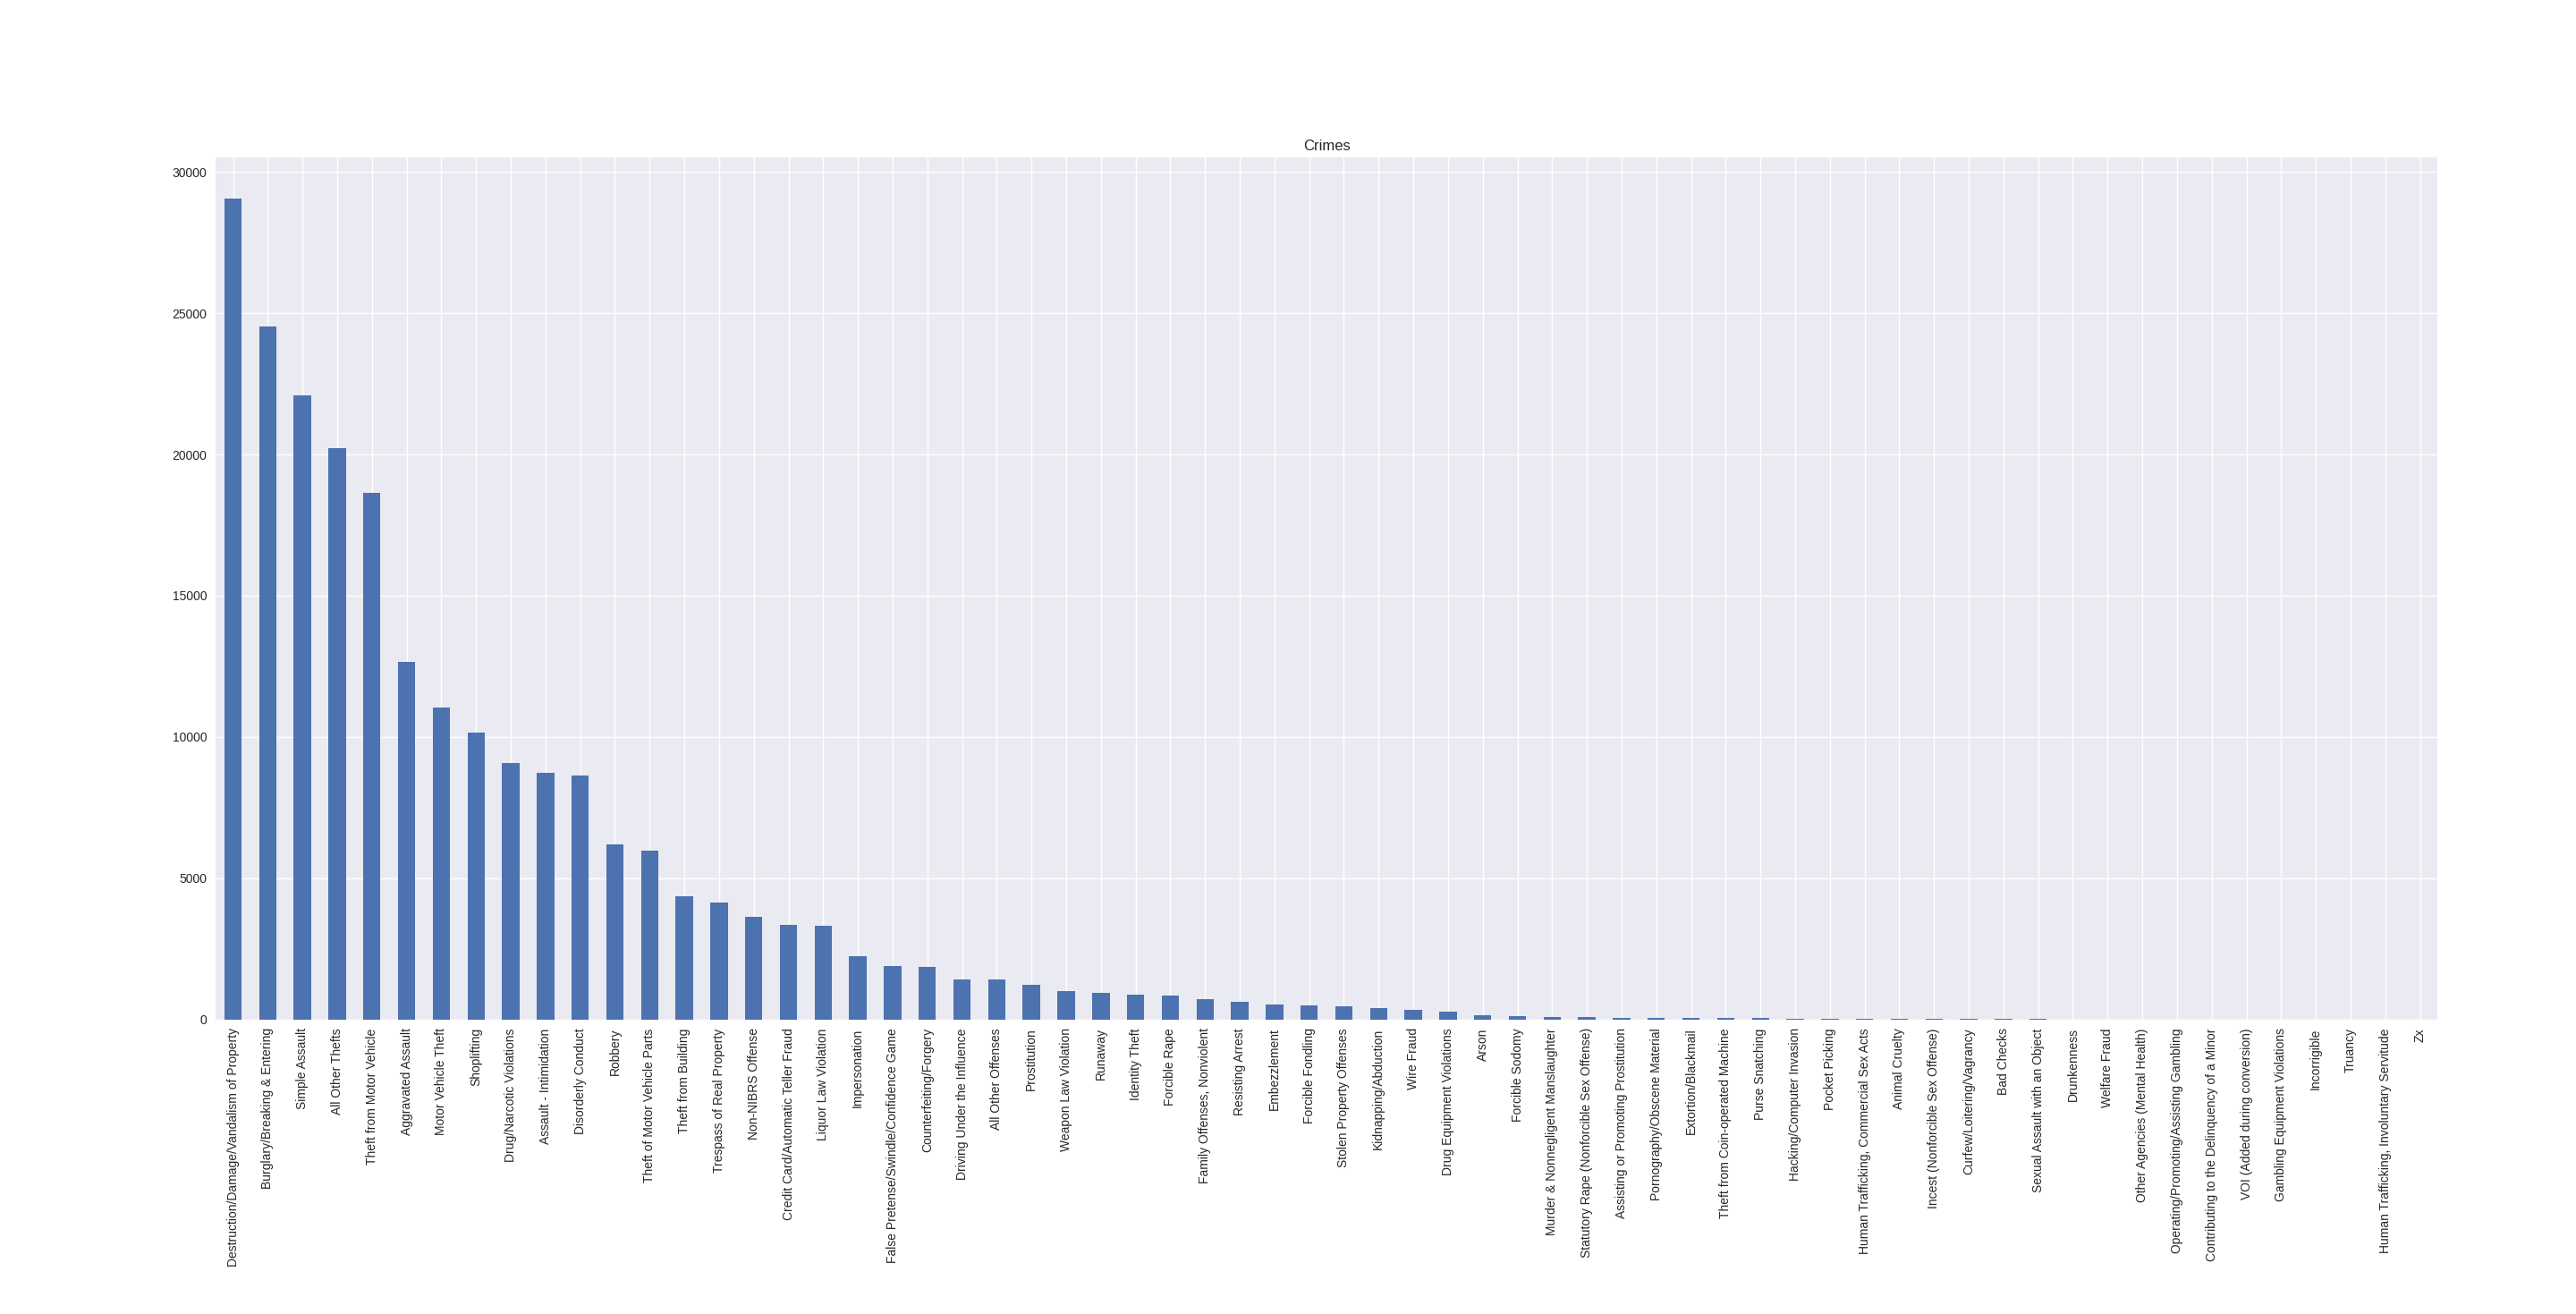 Crimes
30000
25000
20000
15000
10000
5000
0
Destruction/Damage/Vandalism of Property
Burglary/Breaking & Entering
Simple Assault
All Other Thefts
Theft from Motor Vehicle
Aggravated Assault
Motor Vehicle Theft
Shoplifting
Drug/Narcotic Violations
Assault - Intimidation
Disorderly Conduct
Robbery
Theft of Motor Vehicle Parts
Theft from Building
Trespass of Real Property
Non-NIBRS Offense
Credit Card/Automatic Teller Fraud
Liquor Law Violation
Impersonation
False Pretense/Swindle/Confidence Game
Counterfeiting/Forgery
Driving Under the Influence
All Other Offenses
Prostitution
Weapon Law Violation
Runaway
Identity Theft
Forcible Rape
Family Offenses, Nonviolent
Resisting Arrest
Embezzlement
Forcible Fondling
Stolen Property Offenses
Kidnapping/Abduction
Wire Fraud
Drug Equipment Violations
Arson
Forcible Sodomy
Murder & Nonnegligent Manslaughter
Statutory Rape (Nonforcible Sex Offense)
Assisting or Promoting Prostitution
Pornography/Obscene Material
Extortion/Blackmail
Theft from Coin-operated Machine
Purse Snatching
Hacking/Computer Invasion
Pocket Picking
Human Trafficking, Commercial Sex Acts
Animal Cruelty
Incest (Nonforcible Sex Offense)
Curfew/Loitering/Vagrancy
Bad Checks
Sexual Assault with an Object
Drunkenness
Welfare Fraud
Other Agencies (Mental Health)
Operating/Promoting/Assisting Gambling
Contributing to the Delinquency of a Minor
VOI (Added during conversion)
Gambling Equipment Violations
Incorrigible
Truancy
Human Trafficking, Involuntary Servitude
Zx